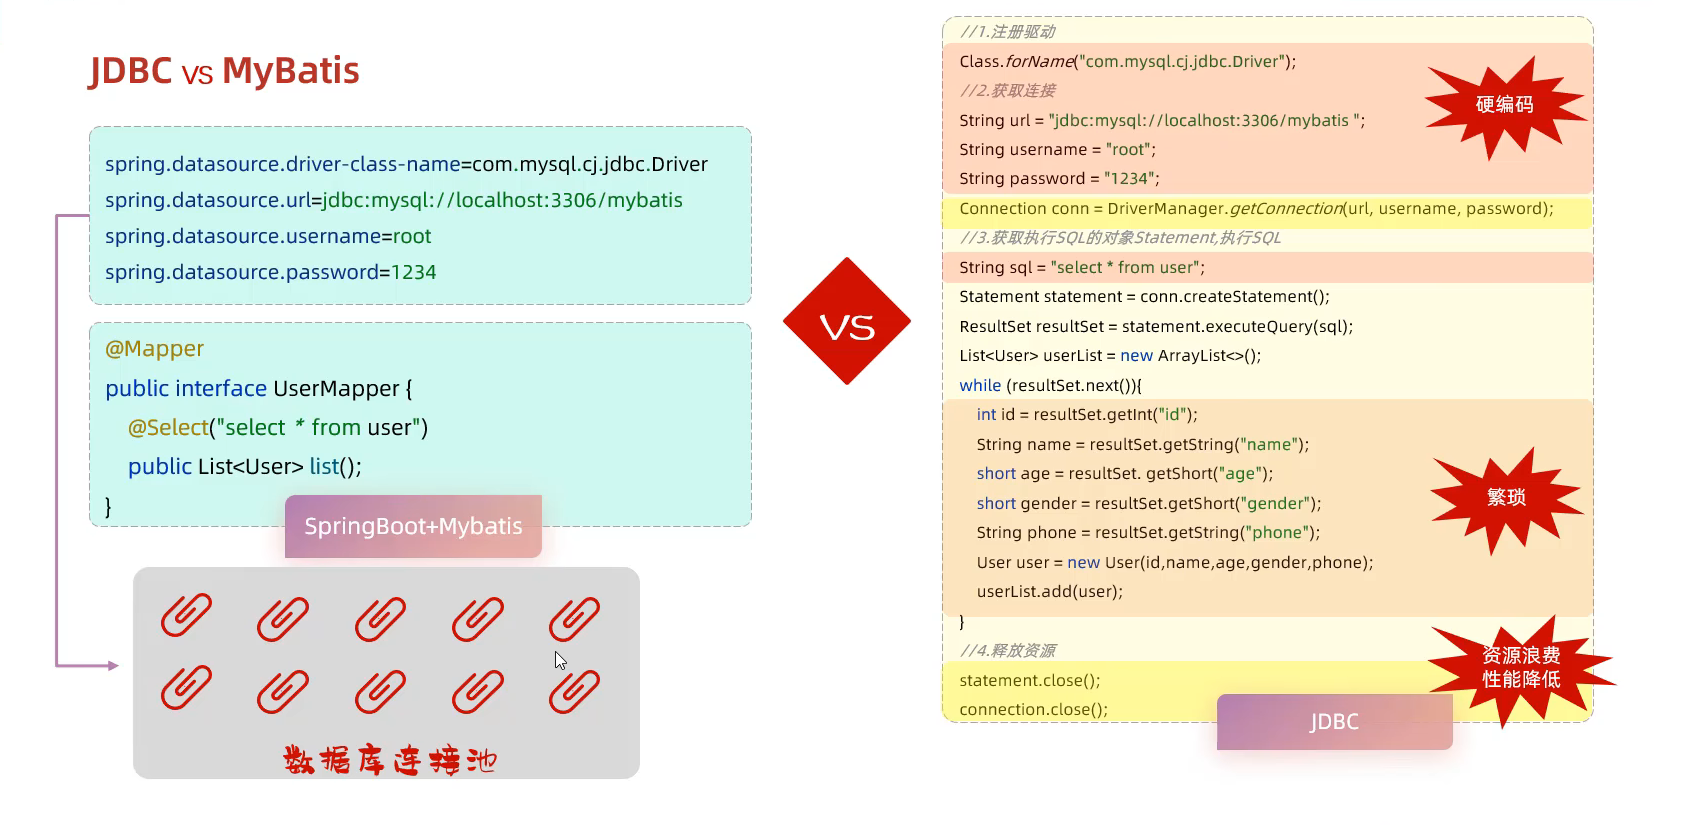 JDBC vs MyBatis
spring.datasource.driver-class-name=com.mysql.cj.jdbc.Driver
spring.datasource.url=jdbc:mysql://localhost:3306/mybatis
spring.datasource.username=root
spring.datasource.password=1234
@Mapper
public interface UserMapper {
@Select("select * from user")
public List<User> list();
}
SpringBoot+Mybatis
数据库连接池
VS
//1.注册驱动
Class.forName("com.mysql.cj.jdbc.Driver");
//2.获取连接
String url = "jdbc:mysql://localhost:3306/mybatis ";
String username = "root";
String password = "1234";
硬编码
Connection conn = DriverManager.getConnection(url, username, password);
//3.获取执行SQL的对象Statement,执行SQL
String sql = "select * from user";
Statement statement = conn.createStatement();
ResultSet resultSet = statement.executeQuery(sql);
List<User> userList = new ArrayList<>();
while (resultSet.next()){
int id = resultSet.getInt("id");
String name = resultSet.getString("name");
short age = resultSet. getShort("age");
short gender = resultSet.getShort("gender");
String phone = resultSet.getString("phone");
User user = new User(id,name,age,gender,phone);
userList.add(user);
繁琐
}
//4.释放资源
statement.close();
connection.close();
资源浪费
性能降低
JDBC